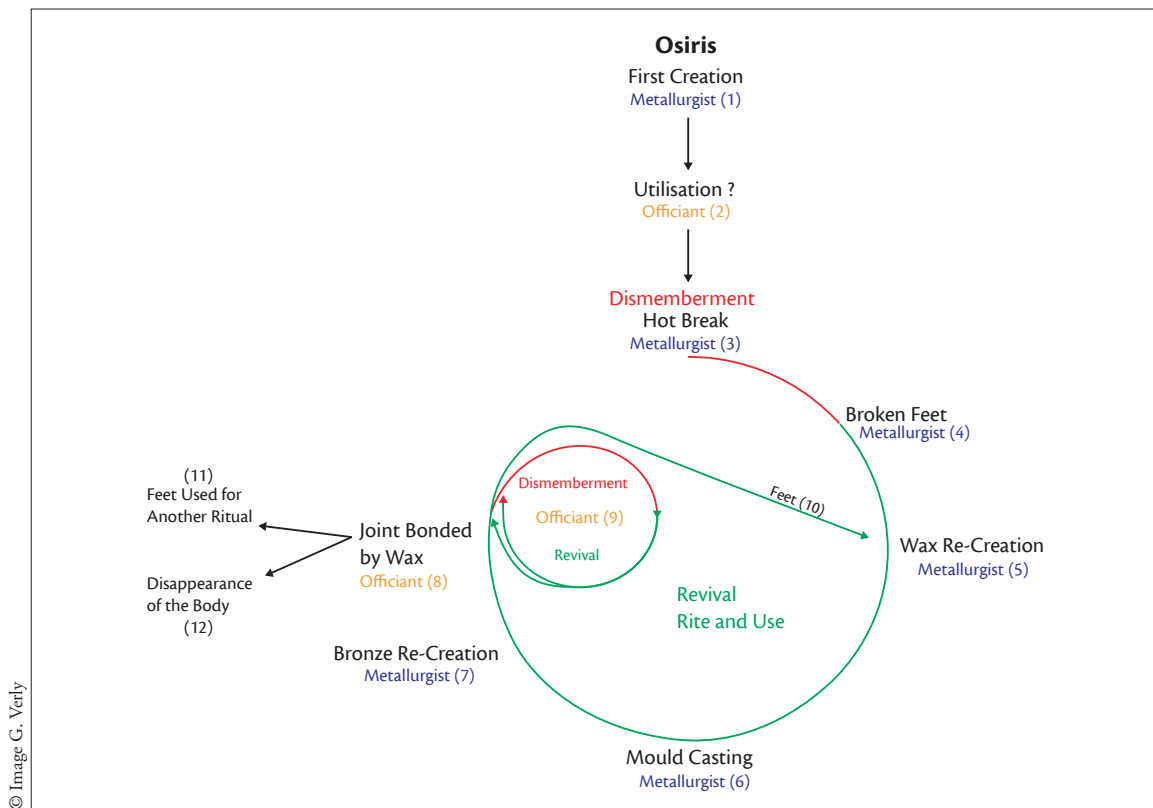 Osiris
First Creation
Metallurgist (1)
Utilisation ?
Officiant (2)
Dismemberment
Hot Break
Metallurgist (3)
Broken Feet
Metallurgist (4)
Feet (10)
Wax Re-Creation
Metallurgist (5)
Dismemberment
Officiant (9)
Revival
Revival
Rite and Use
(11)
Feet Used for
Another Ritual
Joint Bonded
by Wax
Officiant (8)
Disappearance
of the Body
(12)
Bronze Re-Creation
Metallurgist (7)
Mould Casting
Metallurgist (6)
© Image G. Verly